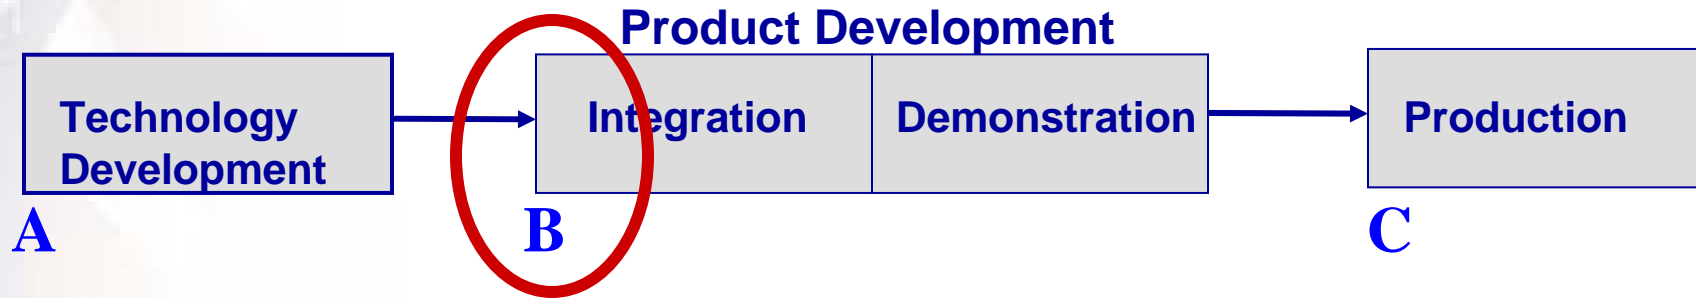 Product Development
Technology
Development
Integration
Demonstration
Production
A
B
C